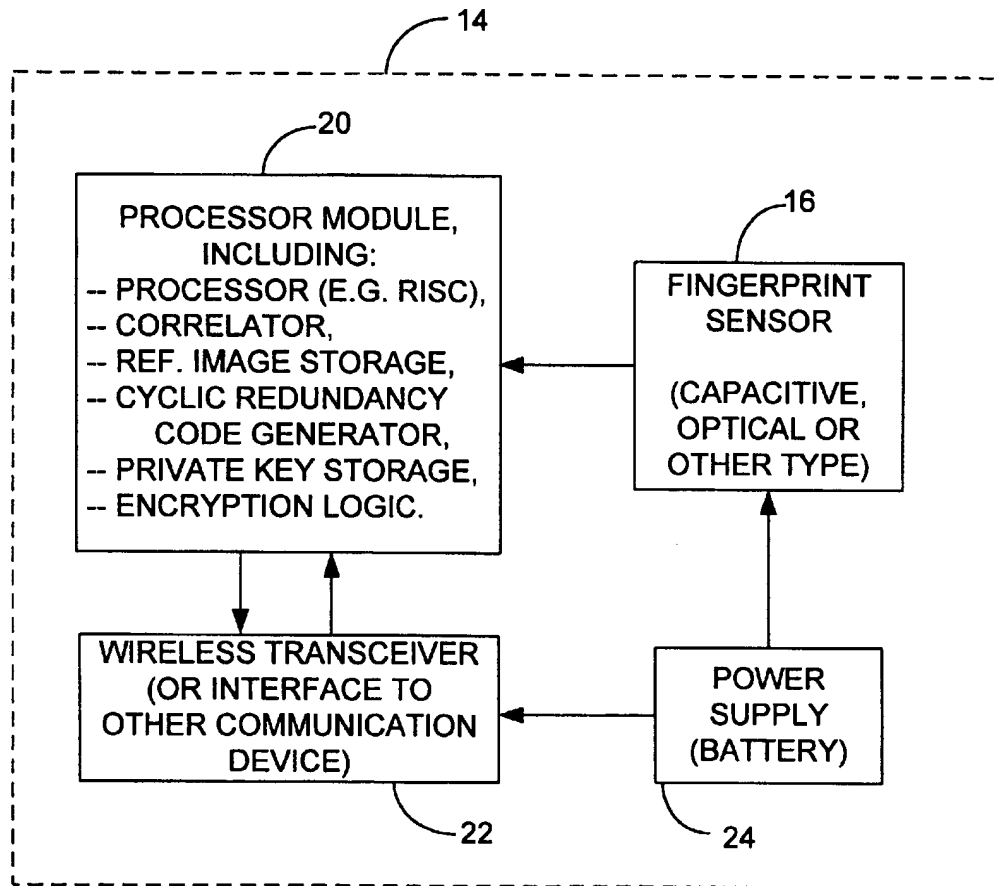 14
20
PROCESSOR MODULE,
INCLUDING:
-- PROCESSOR (E.G. RISC),
-- CORRELATOR,
-- REF. IMAGE STORAGE,
-- CYCLIC REDUNDANCY
CODE GENERATOR,
-- PRIVATE KEY STORAGE,
-- ENCRYPTION LOGIC.
16
FINGERPRINT
SENSOR
(CAPACITIVE,
OPTICAL OR
OTHER TYPE)
WIRELESS TRANSCEIVER
(OR INTERFACE TO
OTHER COMMUNICATION
DEVICE)
22
POWER
SUPPLY
(BATTERY)
24